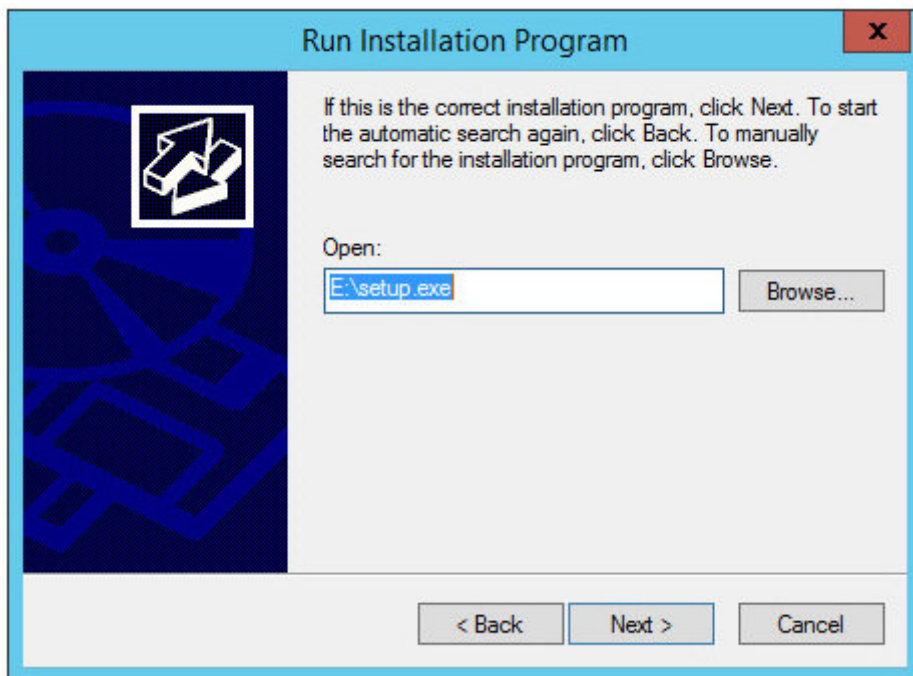 Run Installation Program
x
If this is the correct installation program, click Next. To start
the automatic search again, click Back. To manually
search for the installation program, click Browse.
Open:
E:\setup.exe
Browse...
< Back
Next >
Cancel